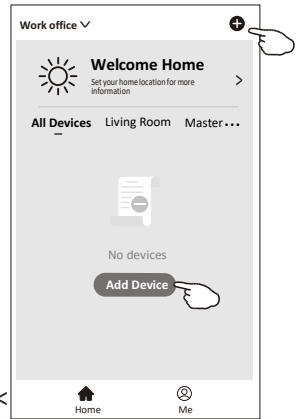 Work office
Welcome Home
Set your home location for more
information
All Devices Living Room Master
No devices
Add Device
Home Me